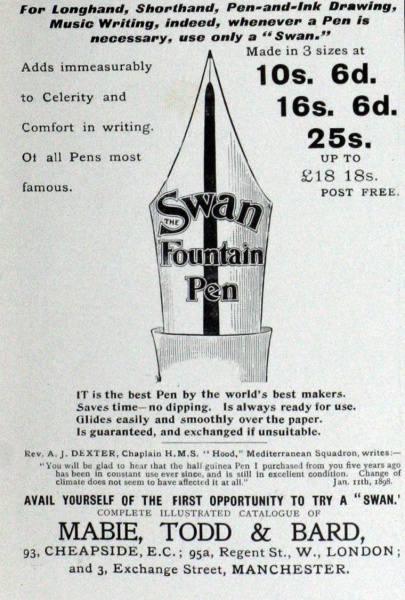 For Longhand, Shorthand, Pen-and-Ink Drawing,
Music Writing, indeed, whenever a Pen is
necessary, use only a "Swan."
Adds immeasurably
to Celerity and
Comfort in writing.
Of all Pens most
famous.
Made in 3 sizes at
10s. 6d.
16s. 6d.
25s.
UP TO
£18 18s.
POST FREE.
THE Swan
Fountain
Pen
IT is the best Pen by the world's best makers.
Saves time—no dipping. Is always ready for use.
Glides easily and smoothly over the paper.
Is guaranteed, and exchanged if unsuitable.
Rev. A. J. DEXTER, Chaplain H.M.S. "Hood," Mediterranean Squadron, writes:—
"You will be glad to hear that the half guinea Pen I purchased from you five years ago
has been in constant use ever since, and is still in excellent condition. Change of
climate does not seem to have affected it at all." Jan. 11th, 1898.
AVAIL YOURSELF OF THE FIRST OPPORTUNITY TO TRY A "SWAN.'
COMPLETE ILLUSTRATED CATALOGUE OF
MABIE, TODD & BARD,
93, CHEAPSIDE, E.C.; 95a, Regent St., W., LONDON;
and 3, Exchange Street, MANCHESTER.